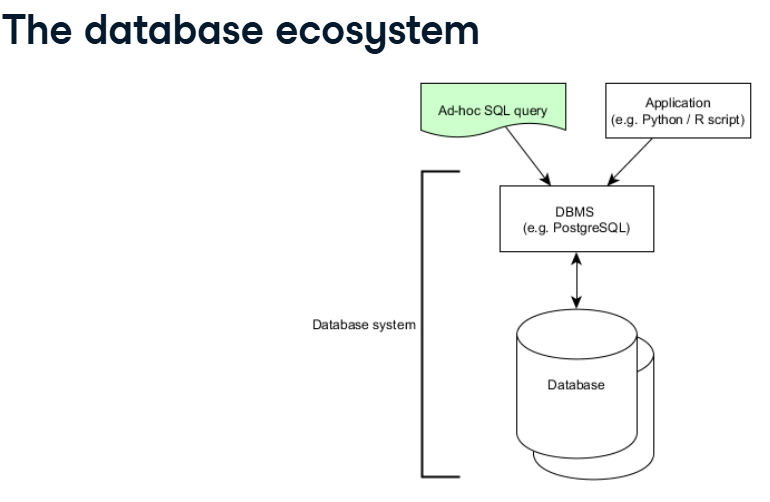 The database ecosystem
Ad-hoc SQL query
Application
(e.g. Python / R script)
DBMS
(e.g. PostgreSQL)
Database system
Database